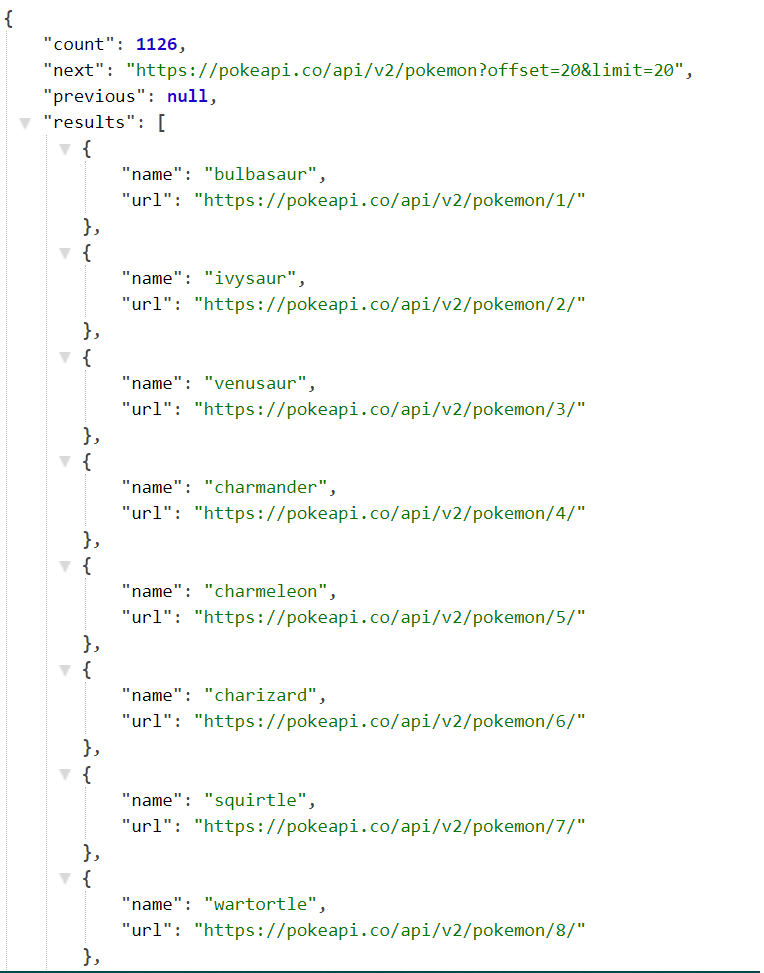 {
"count": 1126,
"next": "https://pokeapi.co/api/v2/pokemon?offset=20&limit=20",
"previous": null,
"results": [
{
"name": "bulbasaur",
"url": "https://pokeapi.co/api/v2/pokemon/1/"
},
{
"name": "ivysaur",
"url": "https://pokeapi.co/api/v2/pokemon/2/"
},
{
"name": "venusaur",
"url": "https://pokeapi.co/api/v2/pokemon/3/"
},
{
"name": "charmander",
"url": "https://pokeapi.co/api/v2/pokemon/4/"
},
{
"name": "charmeleon",
"url": "https://pokeapi.co/api/v2/pokemon/5/"
},
{
"name": "charizard",
"url": "https://pokeapi.co/api/v2/pokemon/6/"
},
{
"name": "squirtle",
"url": "https://pokeapi.co/api/v2/pokemon/7/"
},
{
"name": "wartortle",
"url": "https://pokeapi.co/api/v2/pokemon/8/"
},